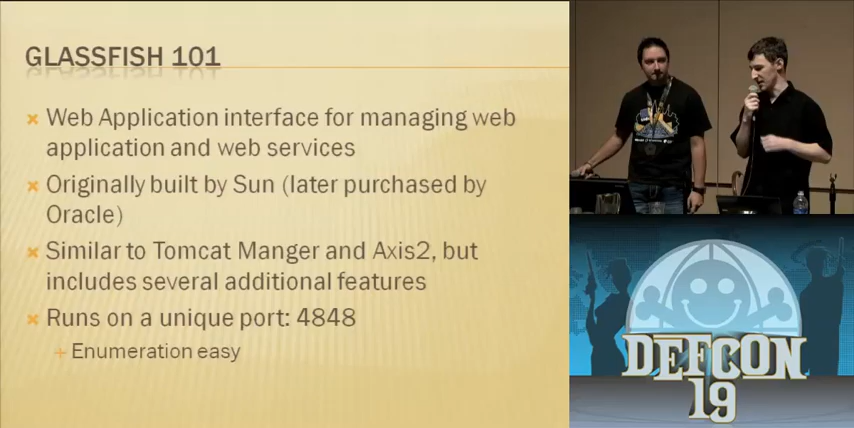 GLASSFISH 101
Web Application interface for managing web
application and web services
Originally built by Sun (later purchased by
Oracle)
Similar to Tomcat Manger and Axis2, but
includes several additional features
Runs on a unique port: 4848
Enumeration easy
DEFCON
19